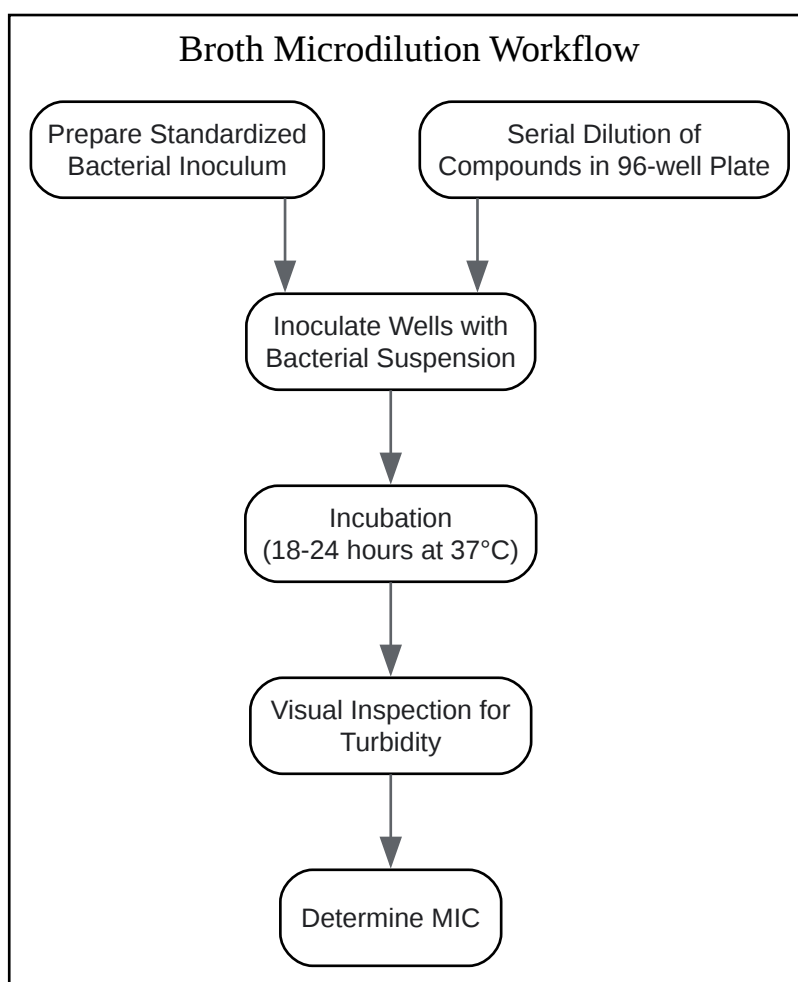 Broth Microdilution Workflow
Prepare Standardized
Bacterial Inoculum
Serial Dilution of
Compounds in 96-well Plate
Inoculate Wells with
Bacterial Suspension
Incubation
(18-24 hours at 37°C)
Visual Inspection for
Turbidity
Determine MIC